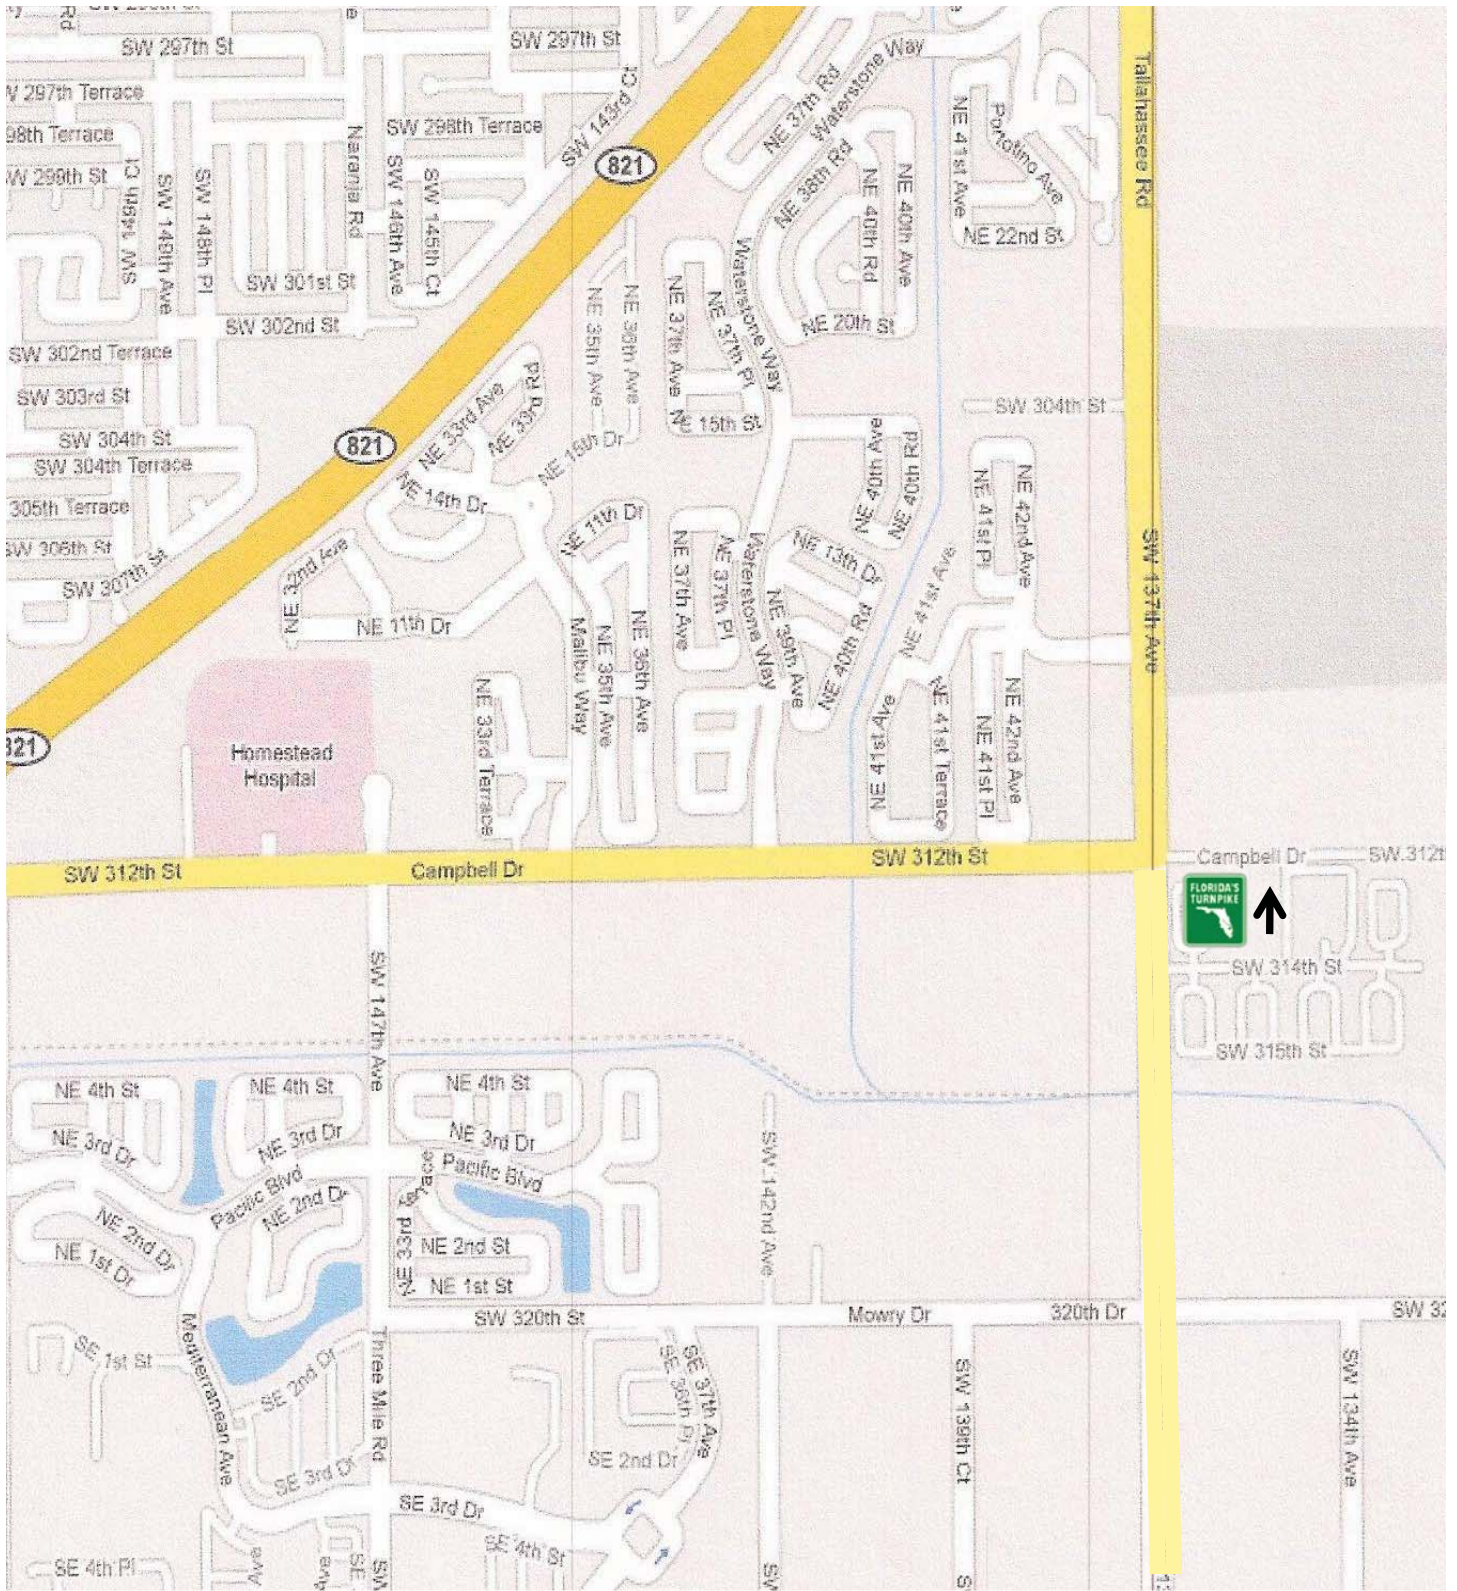 Rd
SW 297th St
SW 297th St
Waterstone Way
Tallahassee Rd
297th Terrace
NE 37th Rd
SW 143rd Ct
98th Terrace
Naranja Rd
SW 298th Terrace
NE 41st Ave
Portofino Ave
821
NE 38th Rd
SW 299th St
SW 149th Ave
SW 148th Pl
SW 146th Ave
SW 145th Ct
NE 40th Rd
NE 40th Ave
NE 22nd St
SW 301st St
NE 35th Ave
NE 36th Ave
NE 37th Ave
NE 37th Pl
Waterstone Way
SW 302nd St
NE 20th St
SW 302nd Terrace
SW 303rd St
NE 33rd Ave
NE 33rd Rd
SW 304th St
SW 304th St
NE 15th St
821
NE 15th Dr
SW 304th Terrace
NE 40th Ave
NE 40th Rd
NE 41st Pl
NE 42nd Ave
NE 14th Dr
305th Terrace
NE 11th Dr
SW 306th St
NE 13th Dr
SW 137th Ave
SW 307th St
NE 32nd Ave
NE 37th Ave
NE 37th Pl
Waterstone Way
NE 39th Ave
NE 40th Rd
NE 41st Ave
NE 11th Dr
Malibu Way
NE 35th Ave
NE 36th Ave
NE 33rd Terrace
NE 41st Ave
NE 41st Terrace
NE 41st Pl
NE 42nd Ave
321
Homestead
Hospital
SW 312th St
Campbell Dr
SW 312th St
Campbell Dr
SW 312t
FLORIDA'S
TURNPIKE
SW 314th St
SW 147th Ave
SW 315th St
NE 4th St
NE 4th St
NE 4th St
NE 3rd Dr
NE 3rd Dr
NE 3rd Dr
Pacific Blvd
Pacific Blvd
NE 2nd Dr
NE 2nd Dr
NE 1st Dr
NE 33rd Terrace
NE 2nd St
NE 1st St
SW 142nd Ave
SW 320th St
Mowry Dr
320th Dr
SW 32
SE 1st St
Mediterranean Ave
SE 2nd Dr
Three Mile Rd
SE 36th Pl
SE 37th Ave
SW 139th Ct
SW 134th Ave
SE 2nd Dr
SE 3rd Dr
SE 3rd Dr
SE 4th St
SE 4th Pl
Ave
Ave
SE
SW
SW
S
13